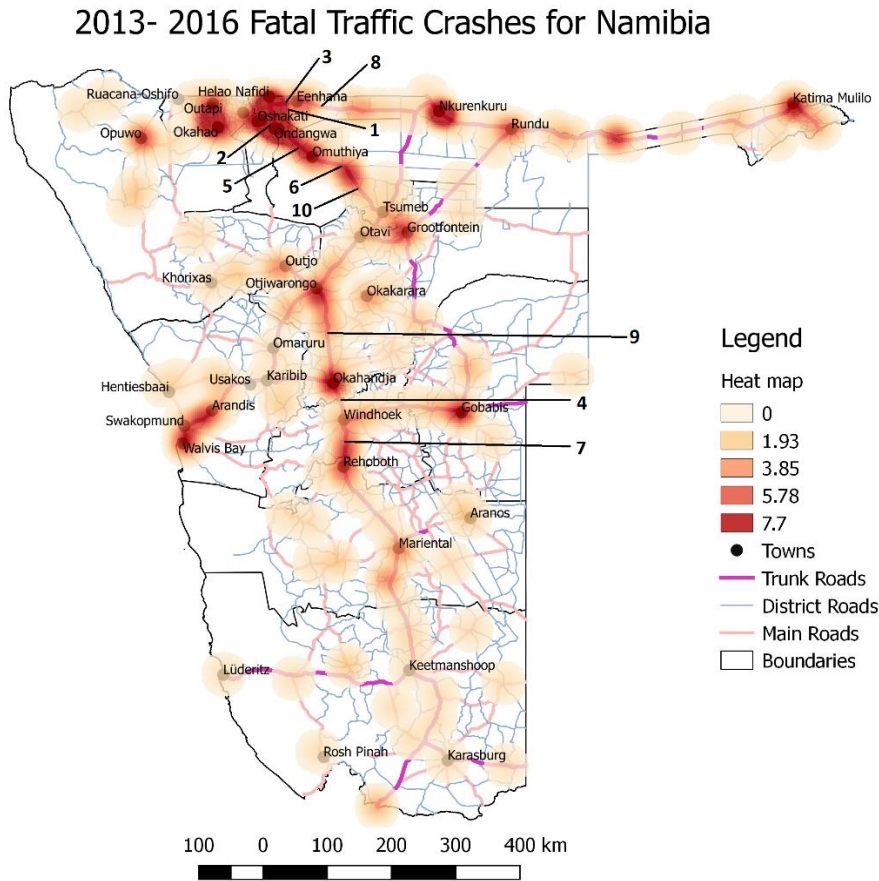 2013- 2016 Fatal Traffic Crashes for Namibia
3
8
Ruacana-Oshifo
Helao Nafidi
Eenhana
Outapi
Oshakati
1
Nkurenkuru
Katima Mulilo
Opuwo
Okahao
Ondangwa
Rundu
2
Omuthiya
5
6
10
Tsumeb
Otavi
Grootfontein
Outjo
Khorixas
Otjiwarongo
Okakarara
9
Omaruru
Hentiesbaai
Usakos
Karibib
Okahandja
Arandis
4
Swakopmund
Windhoek
Gobabis
Walvis Bay
7
Rehoboth
Aranos
Mariental
Lüderitz
Keetmanshoop
Rosh Pinah
Karasburg
Legend
Heat map
0
1.93
3.85
5.78
7.7
Towns
Trunk Roads
District Roads
Main Roads
Boundaries
100 0 100 200 300 400 km